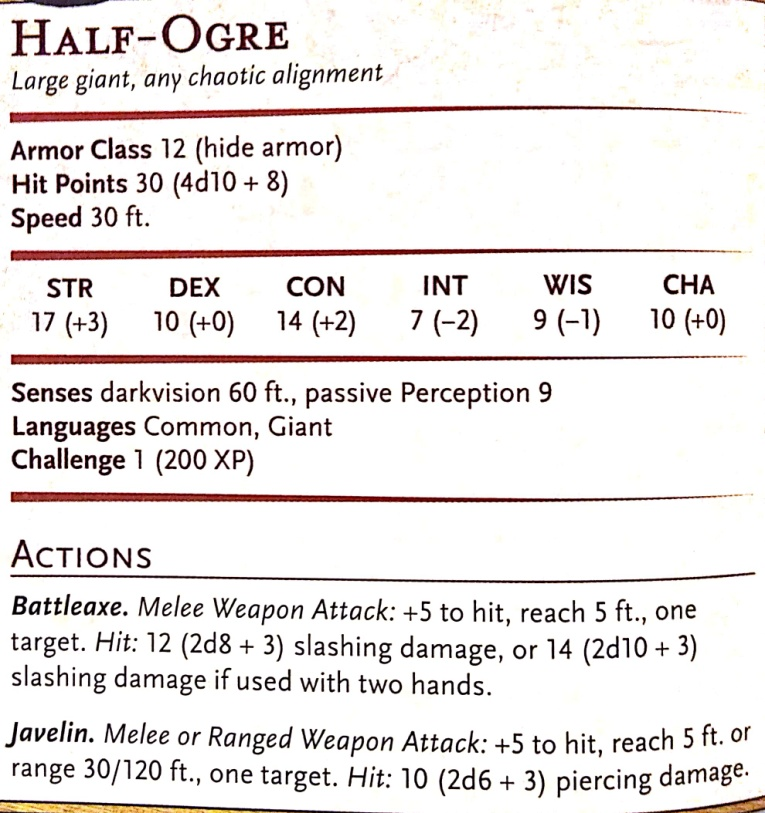 HALF-OGRE
Large giant, any chaotic alignment
Armor Class 12 (hide armor)
Hit Points 30 (4d10 + 8)
Speed 30 ft.
STR DEX CON INT WIS CHA
17 (+3) 10 (+0) 14 (+2) 7 (−2) 9 (−1) 10 (+0)
Senses darkvision 60 ft., passive Perception 9
Languages Common, Giant
Challenge 1 (200 XP)
ACTIONS
Battleaxe. Melee Weapon Attack: +5 to hit, reach 5 ft., one
target. Hit: 12 (2d8 + 3) slashing damage, or 14 (2d10 + 3)
slashing damage if used with two hands.
Javelin. Melee or Ranged Weapon Attack: +5 to hit, reach 5 ft. or
range 30/120 ft., one target. Hit: 10 (2d6 + 3) piercing damage.